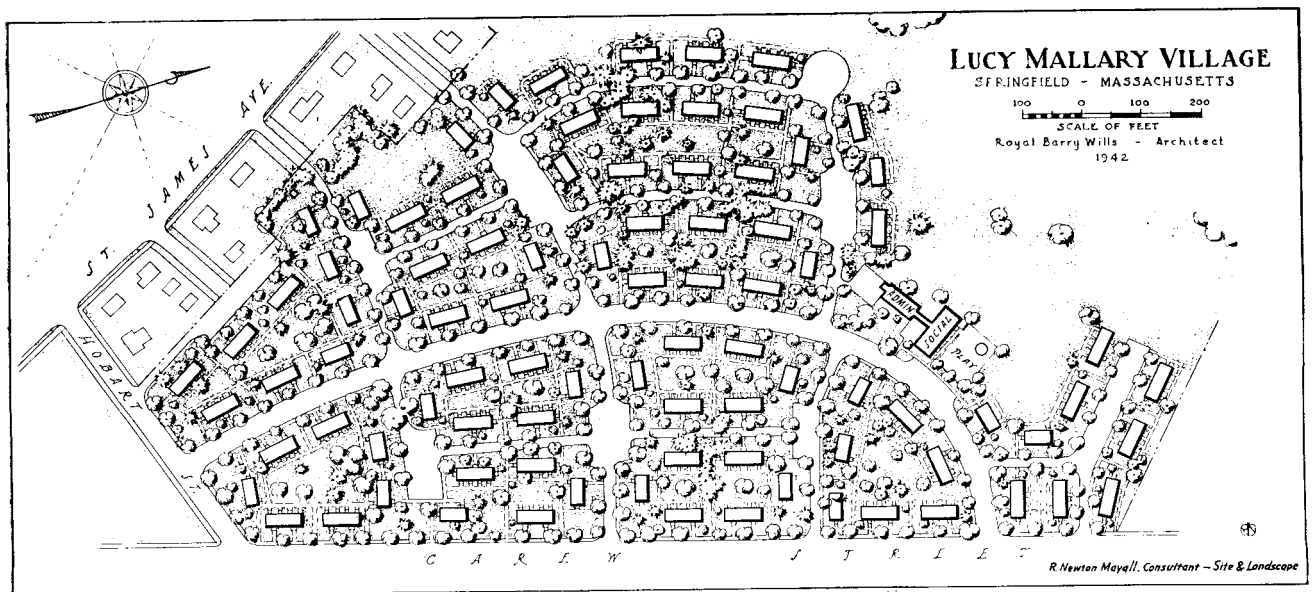 LUCY MALLARY VILLAGE
SPRINGFIELD - MASSACHUSETTS
100 0 100 200
SCALE OF FEET
Royal Barry Wills - Architect
1942
ST. JAMES AVE.
HOBART ST.
ADMIN.
SOCIAL
PLAY
CAREW STREET
R. Newton Mayall, Consultant - Site & Landscape